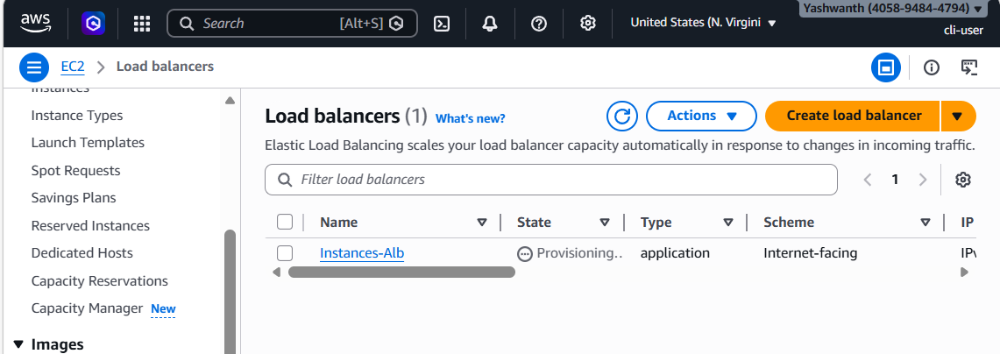 aws
Search [Alt+S]
United States (N. Virgini
Yashwanth (4058-9484-4794)
cli-user
EC2 Load balancers
Instances
Instance Types
Launch Templates
Spot Requests
Savings Plans
Reserved Instances
Dedicated Hosts
Capacity Reservations
Capacity Manager New
Images
Load balancers (1) What's new?
Actions
Create load balancer
Elastic Load Balancing scales your load balancer capacity automatically in response to changes in incoming traffic.
Filter load balancers
1
Name State Type Scheme IP
Instances-Alb Provisioning.. application Internet-facing IPv